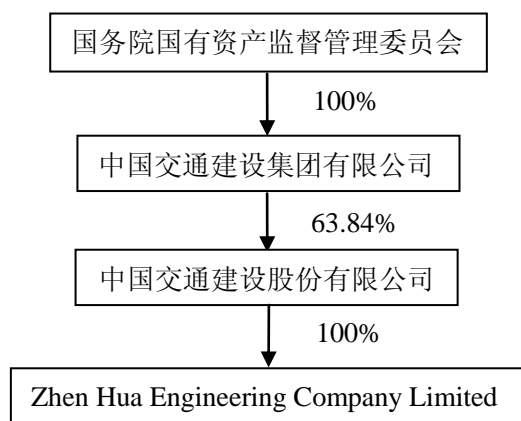 国务院国有资产监督管理委员会
100%
中国交通建设集团有限公司
63.84%
中国交通建设股份有限公司
100%
Zhen Hua Engineering Company Limited